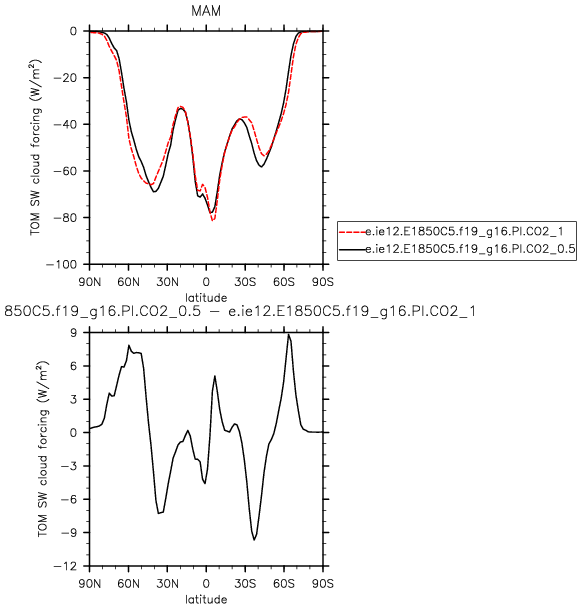 MAM
TOM SW cloud forcing (W/m²)
0
−20
−40
−60
−80
−100
90N 60N 30N 0 30S 60S 90S
latitude
e.ie12.E1850C5.f19_g16.PI.CO2_1
e.ie12.E1850C5.f19_g16.PI.CO2_0.5
850C5.f19_g16.PI.CO2_0.5 − e.ie12.E1850C5.f19_g16.PI.CO2_1
TOM SW cloud forcing (W/m²)
9
6
3
0
−3
−6
−9
−12
90N 60N 30N 0 30S 60S 90S
latitude